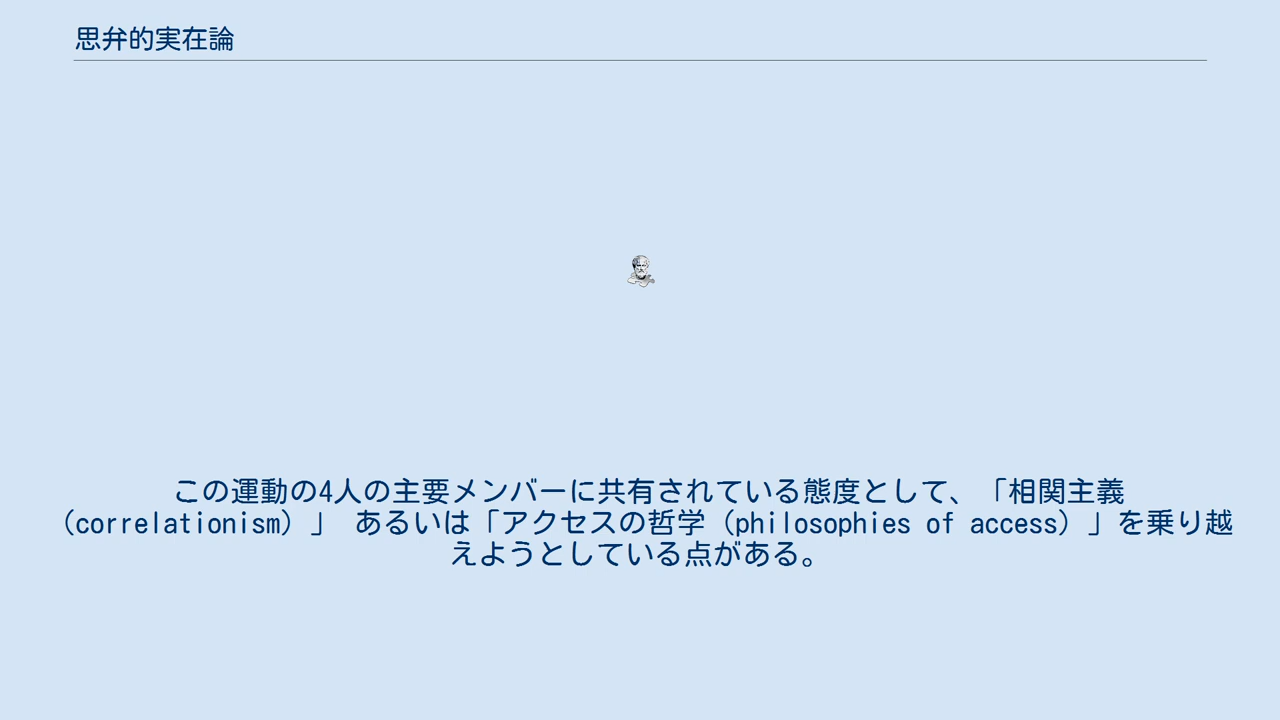 思弁的実在論
この運動の4人の主要メンバーに共有されている態度として、「相関主義
（correlationism）」 あるいは「アクセスの哲学（philosophies of access）」を乗り越
えようとしている点がある。